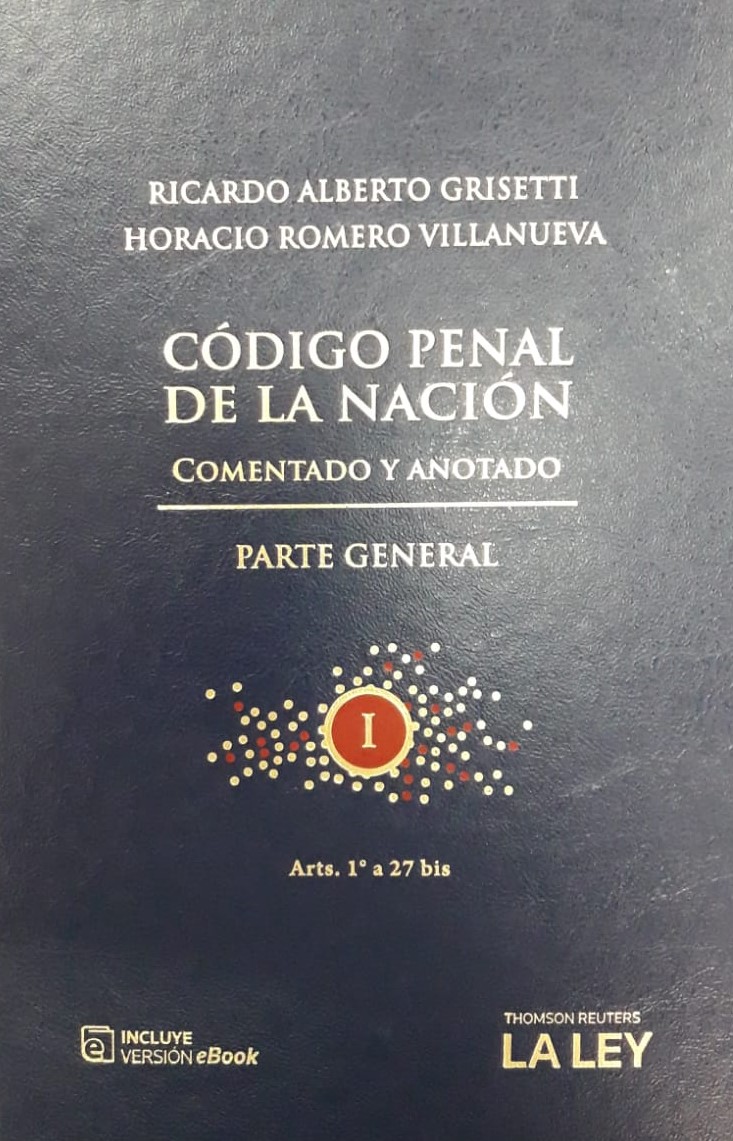 RICARDO ALBERTO GRISETTI
HORACIO ROMERO VILLANUEVA
CÓDIGO PENAL
DE LA NACIÓN
COMENTADO Y ANOTADO
PARTE GENERAL
I
Arts. 1° a 27 bis
e
INCLUYE
VERSIÓN eBook
THOMSON REUTERS
LA LEY